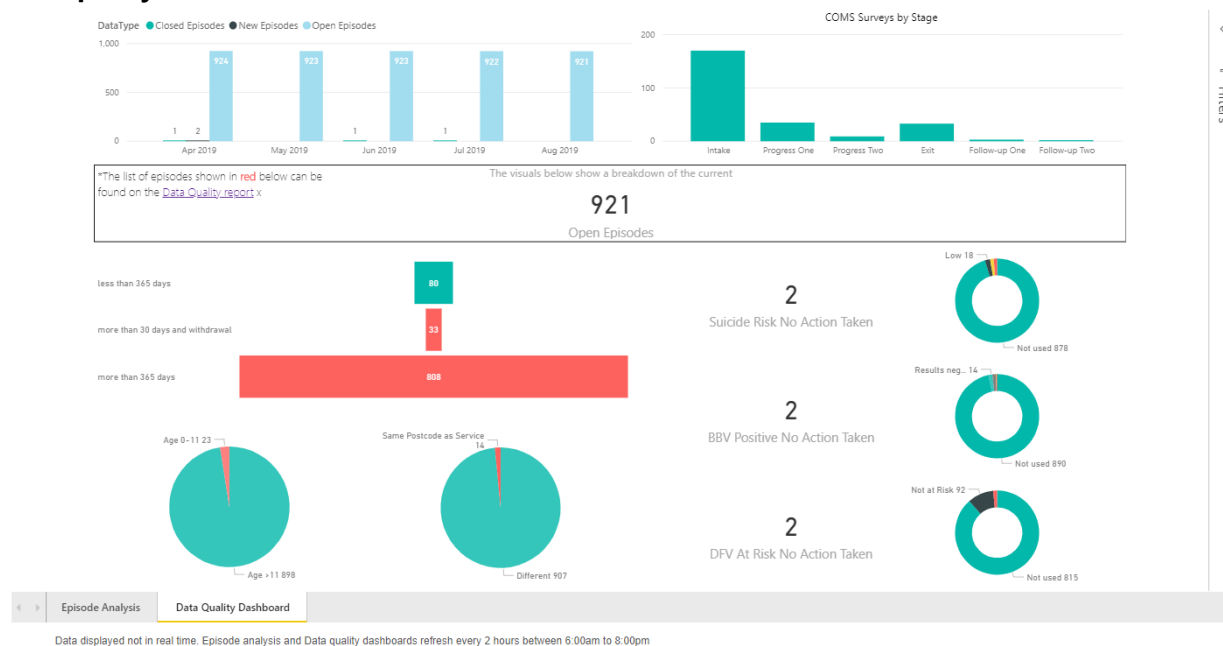 DataType Closed Episodes New Episodes Open Episodes
1,000
500
0
924
923
923
922
921
1 2
1
1
Apr 2019 May 2019 Jun 2019 Jul 2019 Aug 2019
COMS Surveys by Stage
200
100
0
Intake Progress One Progress Two Exit Follow-up One Follow-up Two
Filters
*The list of episodes shown in red below can be
found on the Data Quality report x
The visuals below show a breakdown of the current
921
Open Episodes
less than 365 days
80
more than 30 days and withdrawal
33
more than 365 days
808
2
Suicide Risk No Action Taken
Low 18
Not used 878
2
BBV Positive No Action Taken
Results neg... 14
Not used 890
2
DFV At Risk No Action Taken
Not at Risk 92
Not used 815
Age 0-11 23
Age >11 898
Same Postcode as Service
14
Different 907
Episode Analysis Data Quality Dashboard
Data displayed not in real time. Episode analysis and Data quality dashboards refresh every 2 hours between 6:00am to 8:00pm